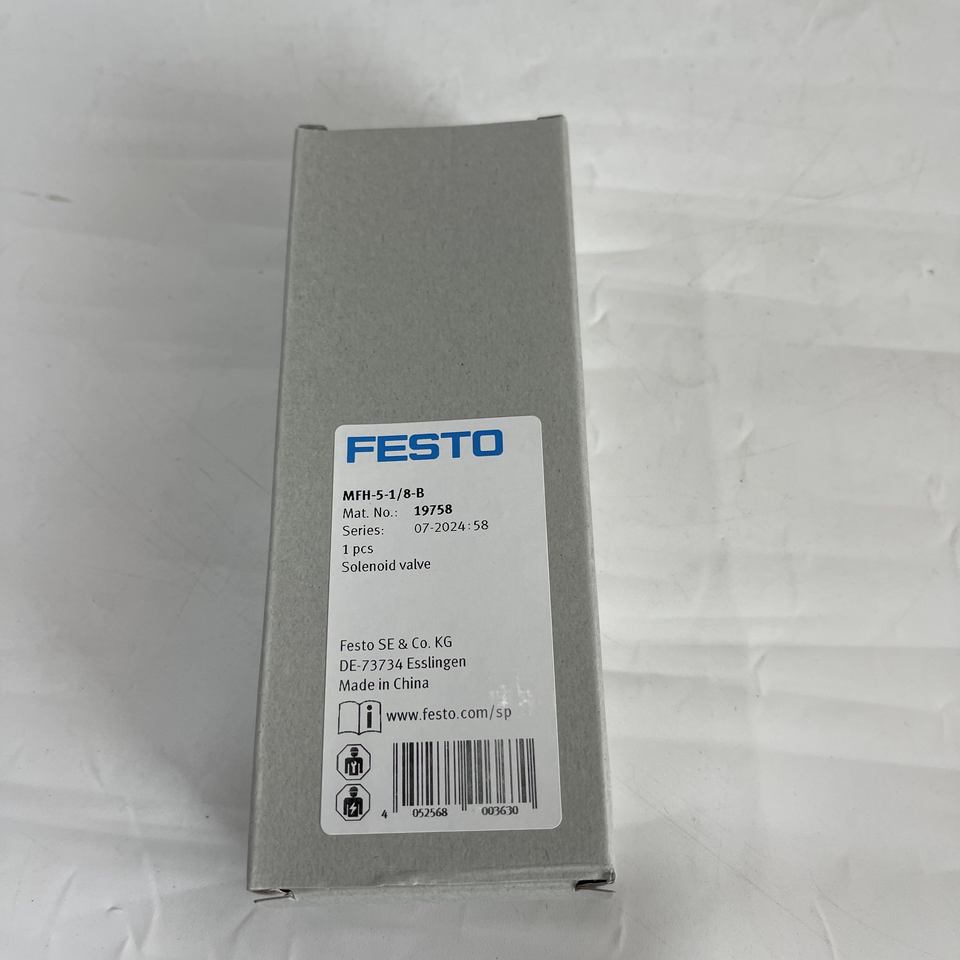 FESTO
MFH-5-1/8-B
Mat. No.: 19758
Series: 07-2024:58
1 pcs
Solenoid valve
Festo SE & Co. KG
DE-73734 Esslingen
Made in China
i www.festo.com/sp
4 052568 003630